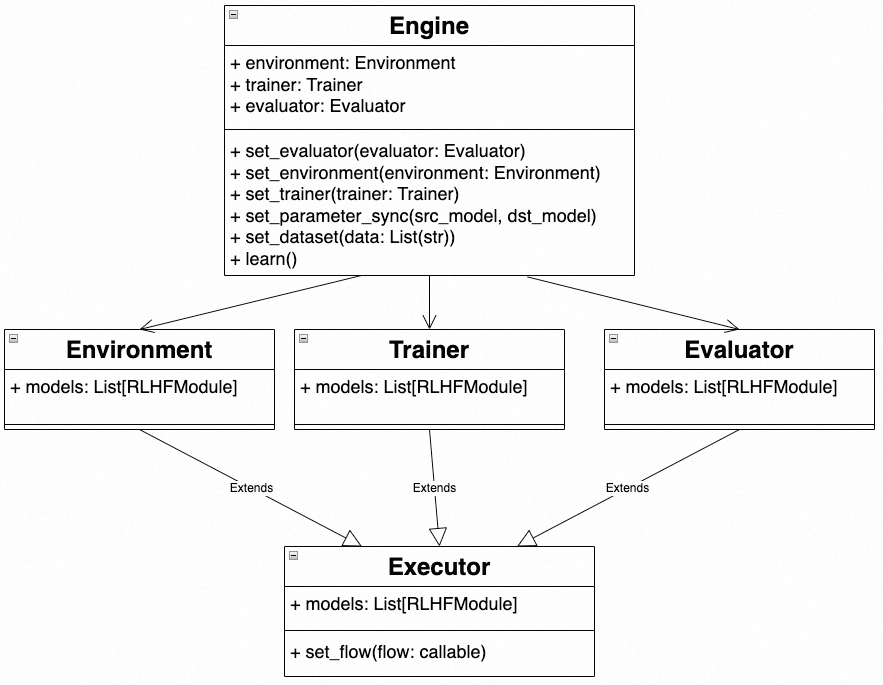 Engine
+ environment: Environment
+ trainer: Trainer
+ evaluator: Evaluator
+ set_evaluator(evaluator: Evaluator)
+ set_environment(environment: Environment)
+ set_trainer(trainer: Trainer)
+ set_parameter_sync(src_model, dst_model)
+ set_dataset(data: List(str))
+ learn()
Environment
+ models: List[RLHFModule]
Trainer
+ models: List[RLHFModule]
Evaluator
+ models: List[RLHFModule]
Extends
Extends
Extends
Executor
+ models: List[RLHFModule]
+ set_flow(flow: callable)